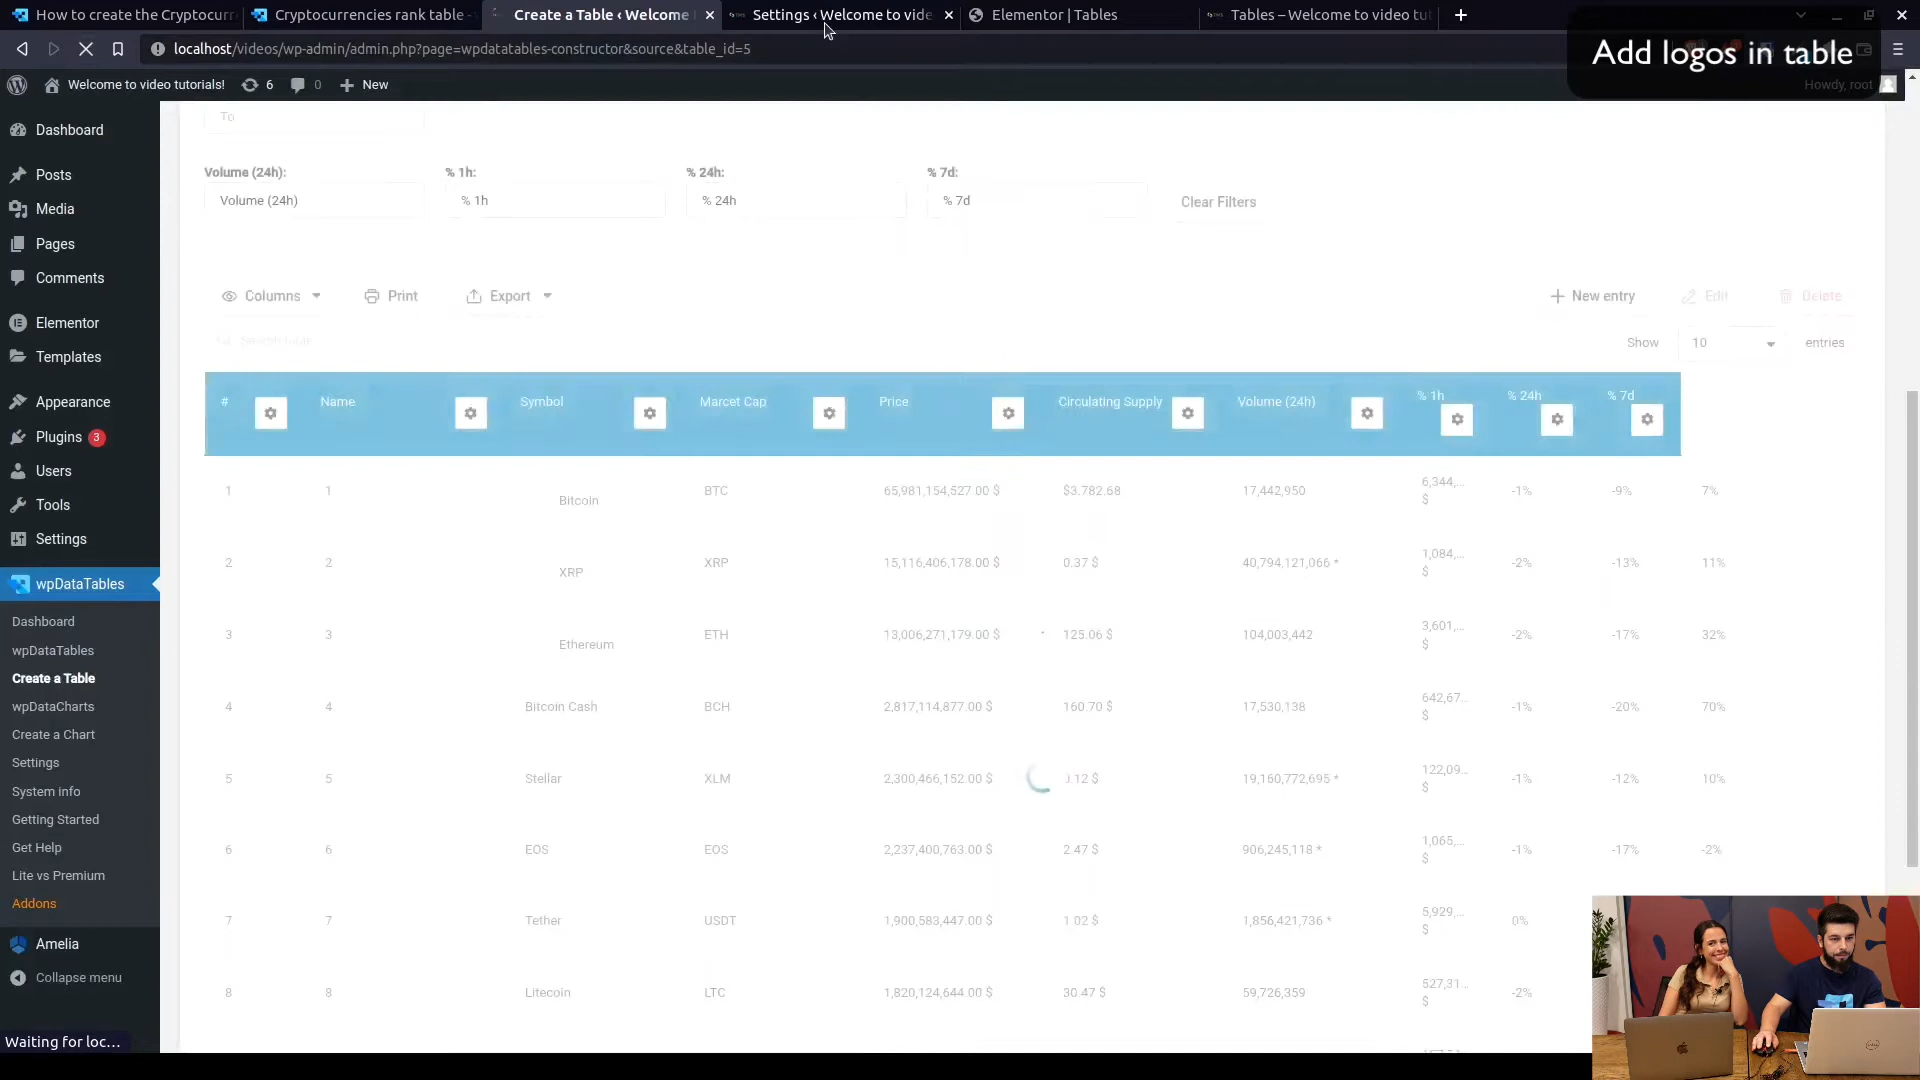 How to create the Cryptocurr
Cryptocurrencies rank table -
Create a Table ‹ Welcome
Settings ‹ Welcome to vide
Elementor | Tables
Tables – Welcome to video tu
localhost/videos/wp-admin/admin.php?page=wpdatatables-constructor&source&table_id=5
Add logos in table
Welcome to video tutorials!
6
0
New
Howdy, root
Dashboard
Posts
Media
Pages
Comments
Elementor
Templates
Appearance
Plugins 3
Users
Tools
Settings
wpDataTables
Dashboard
wpDataTables
Create a Table
wpDataCharts
Create a Chart
Settings
System info
Getting Started
Get Help
Lite vs Premium
Addons
Amelia
Collapse menu
Waiting for loc...
To
Volume (24h): % 1h: % 24h: % 7d:
Volume (24h) % 1h % 24h % 7d Clear Filters
Columns Print Export New entry Edit Delete
Search table
Show 10 entries
# Name Symbol Marcet Cap Price Circulating Supply Volume (24h) % 1h % 24h % 7d
1 1 Bitcoin BTC 65,981,154,527.00 $ $3.782.68 17,442,950 6,344,... $ -1% -9% 7%
2 2 XRP XRP 15,116,406,178.00 $ 0.37 $ 40,794,121,066 * 1,084,... $ -2% -13% 11%
3 3 Ethereum ETH 13,006,271,179.00 $ 125.06 $ 104,003,442 3,601,... $ -2% -17% 32%
4 4 Bitcoin Cash BCH 2,817,114,877.00 $ 160.70 $ 17,530,138 642,67... $ -1% -20% 70%
5 5 Stellar XLM 2,300,466,152.00 $ 0.12 $ 19,160,772,695 * 122,09... $ -1% -12% 10%
6 6 EOS EOS 2,237,400,763.00 $ 2.47 $ 906,245,118 * 1,065,... $ -1% -17% -2%
7 7 Tether USDT 1,900,583,447.00 $ 1.02 $ 1,856,421,736 * 5,929,... $ 0%
8 8 Litecoin LTC 1,820,124,644.00 $ 30.47 $ 59,726,359 527,31... $ -2%